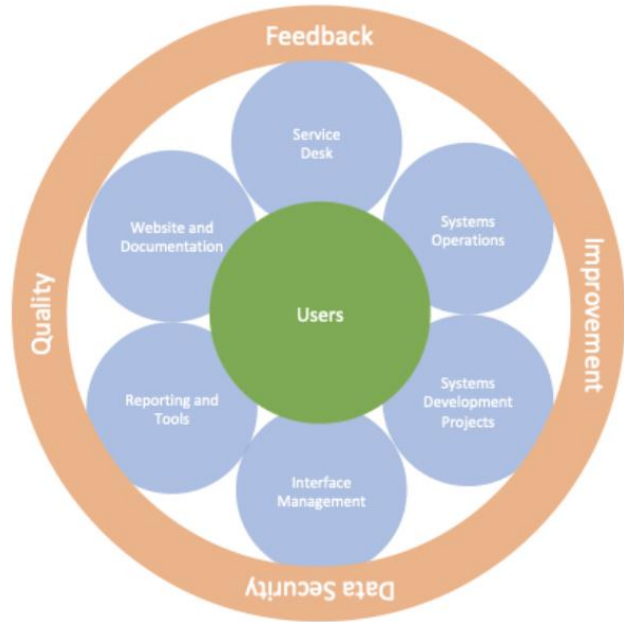 Feedback
Service
Desk
Website and
Documentation
Systems
Operations
Quality
Users
Improvement
Reporting and
Tools
Systems
Development
Projects
Interface
Management
Data Security